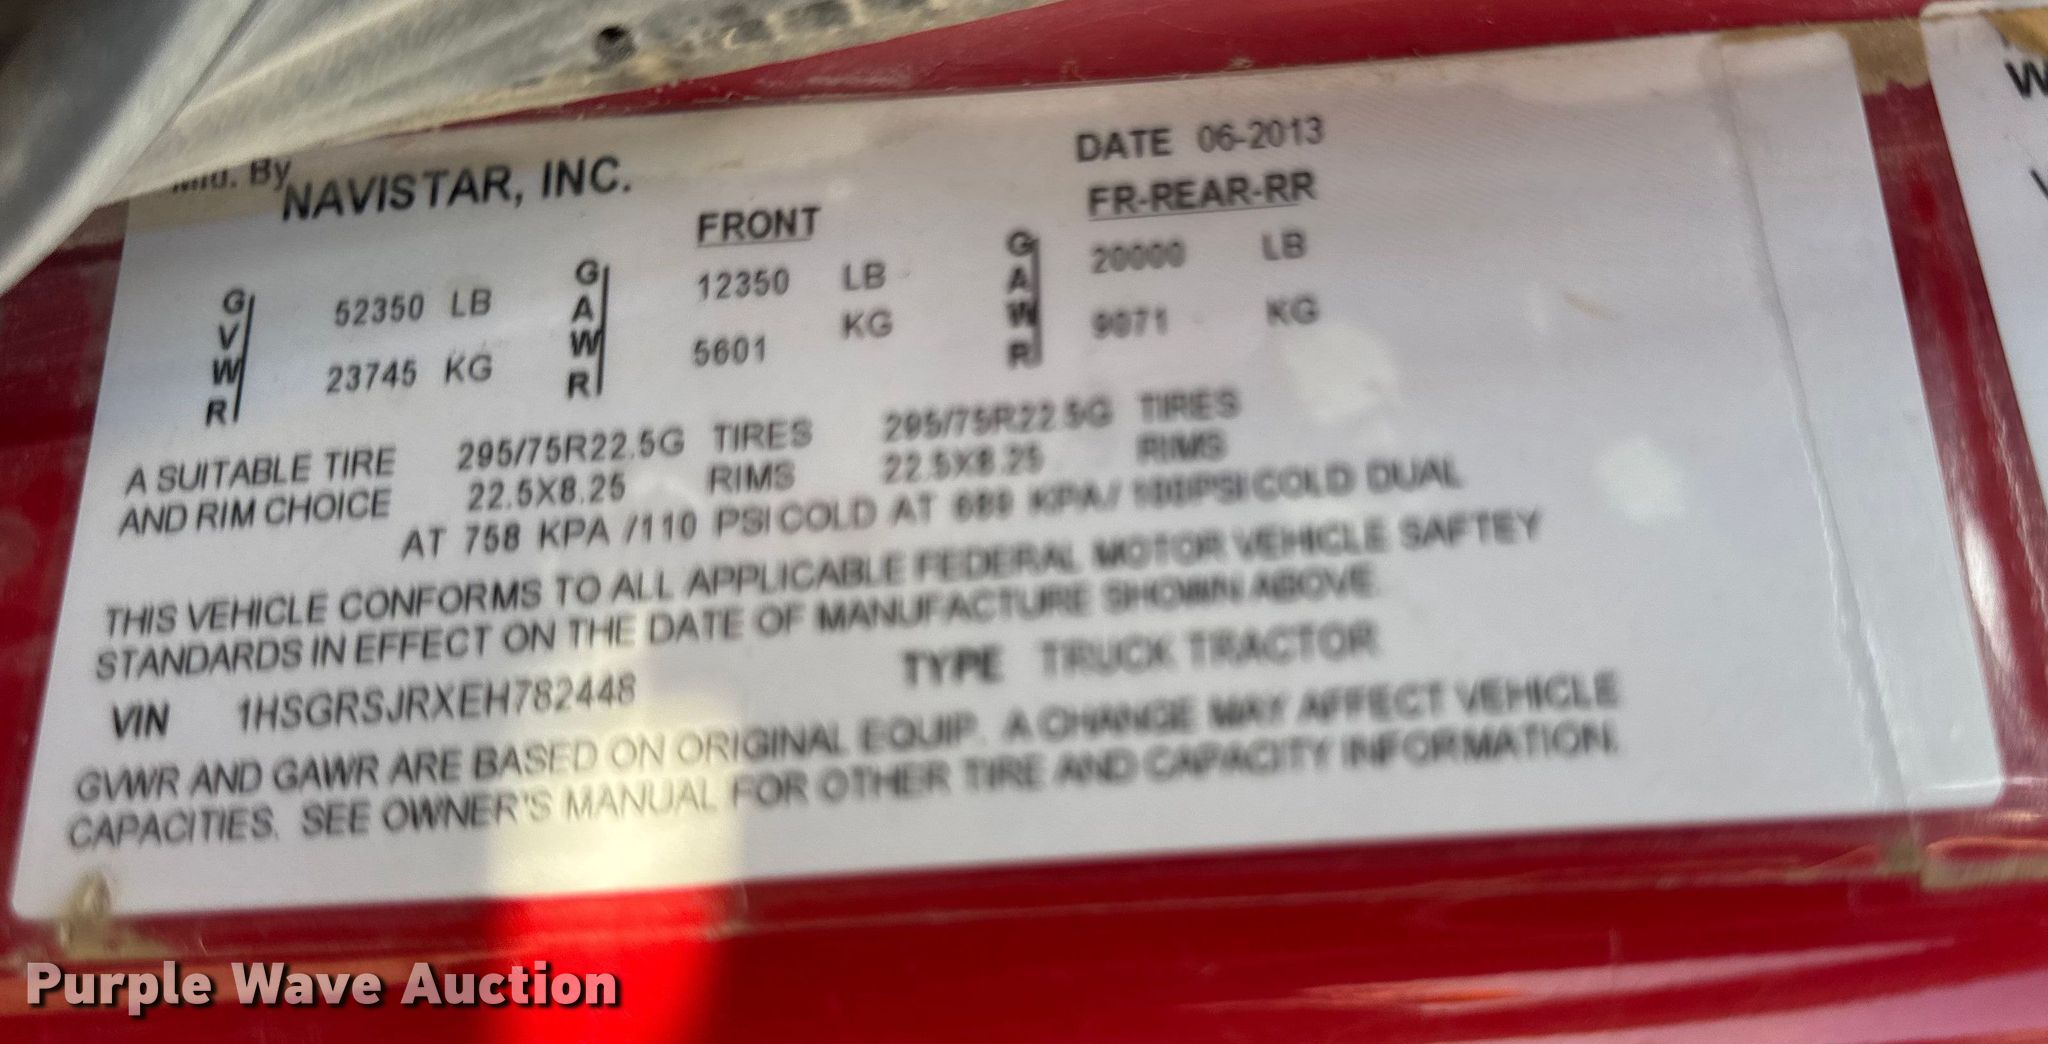 Mfd. By NAVISTAR, INC. DATE 06-2013
FRONT FR-REAR-RR
GVWR 52350 LB GAWR 12350 LB GAWR 20000 LB
23745 KG 5601 KG 9071 KG
A SUITABLE TIRE 295/75R22.5G TIRES 295/75R22.5G TIRES
AND RIM CHOICE 22.5X8.25 RIMS 22.5X8.25 RIMS
AT 758 KPA /110 PSI COLD AT 689 KPA/ 100PSI COLD DUAL
THIS VEHICLE CONFORMS TO ALL APPLICABLE FEDERAL MOTOR VEHICLE SAFTEY
STANDARDS IN EFFECT ON THE DATE OF MANUFACTURE SHOWN ABOVE.
VIN 1HSGRSJRXEH782448 TYPE TRUCK TRACTOR
GVWR AND GAWR ARE BASED ON ORIGINAL EQUIP. A CHANGE MAY AFFECT VEHICLE
CAPACITIES. SEE OWNER'S MANUAL FOR OTHER TIRE AND CAPACITY INFORMATION.
Purple Wave Auction